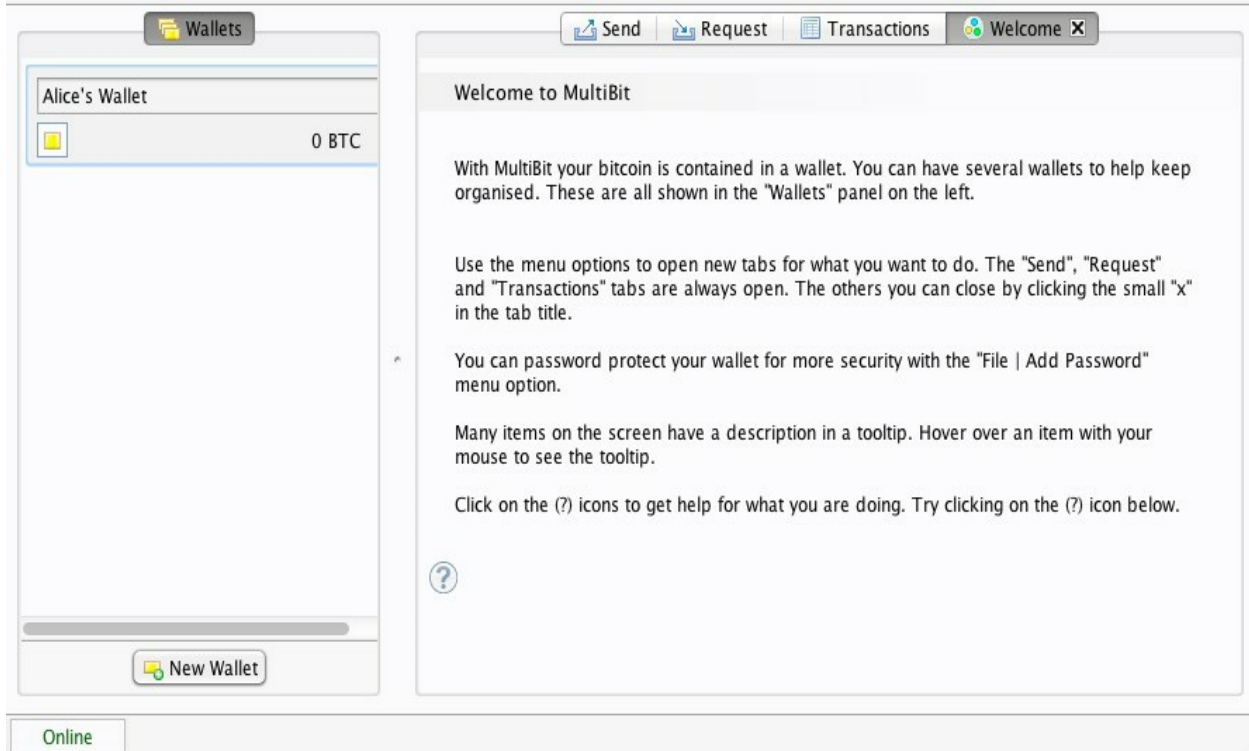 Wallets
Alice's Wallet
0 BTC
New Wallet
Send
Request
Transactions
Welcome
Welcome to MultiBit
With MultiBit your bitcoin is contained in a wallet. You can have several wallets to help keep
organised. These are all shown in the "Wallets" panel on the left.
Use the menu options to open new tabs for what you want to do. The "Send", "Request"
and "Transactions" tabs are always open. The others you can close by clicking the small "x"
in the tab title.
You can password protect your wallet for more security with the "File | Add Password"
menu option.
Many items on the screen have a description in a tooltip. Hover over an item with your
mouse to see the tooltip.
Click on the (?) icons to get help for what you are doing. Try clicking on the (?) icon below.
?
Online